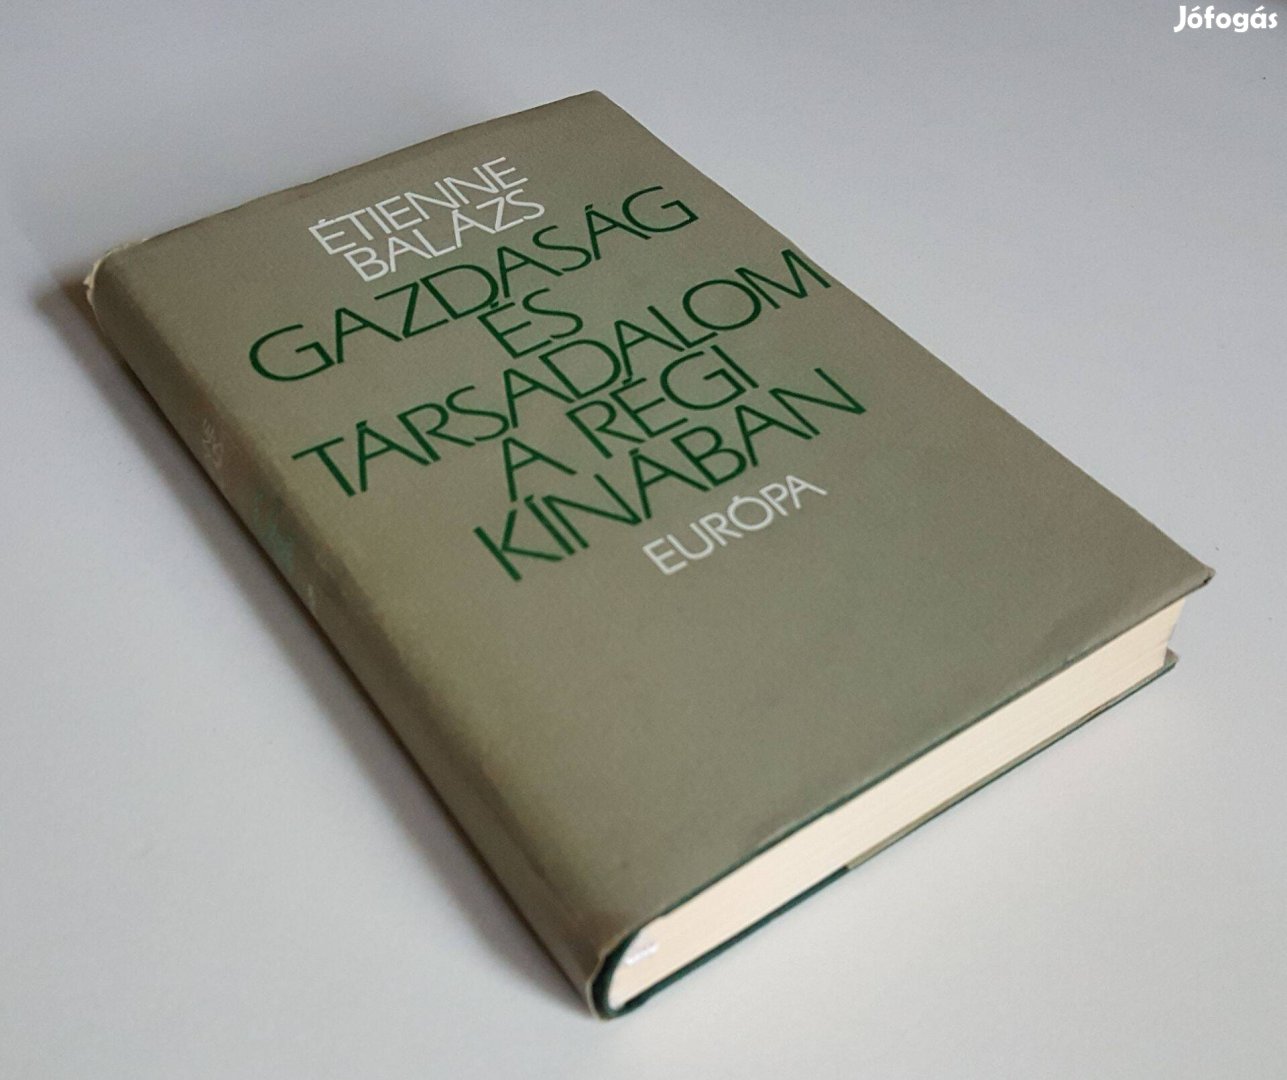 Jófogás
ÉTIENNE
BALÁZS
GAZDASÁG
ÉS
TÁRSADALOM
A RÉGI
KÍNÁBAN
EURÓPA